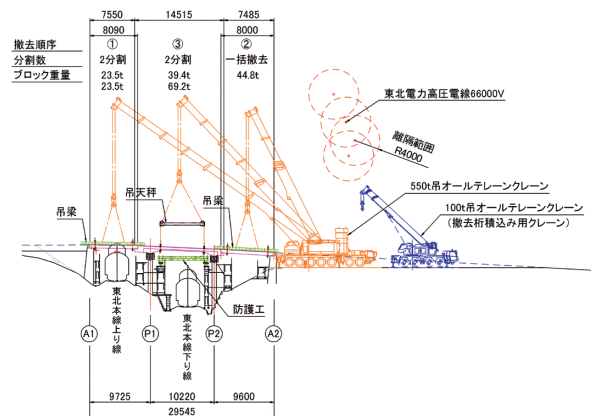 7550 14515 7485
8090 8000
撤去順序 ① ③ ②
分割数 2分割 2分割 一括撤去
ブロック重量 23.5t 39.4t 44.8t
23.5t 69.2t
東北電力高圧電線66000V
離隔範囲
R4000
550t吊オールテレーンクレーン
100t吊オールテレーンクレーン
(撤去桁積込み用クレーン)
吊天秤
吊梁
吊梁
防護工
東北本線上り線
東北本線下り線
A1 P1 P2 A2
9725 10220 9600
29545